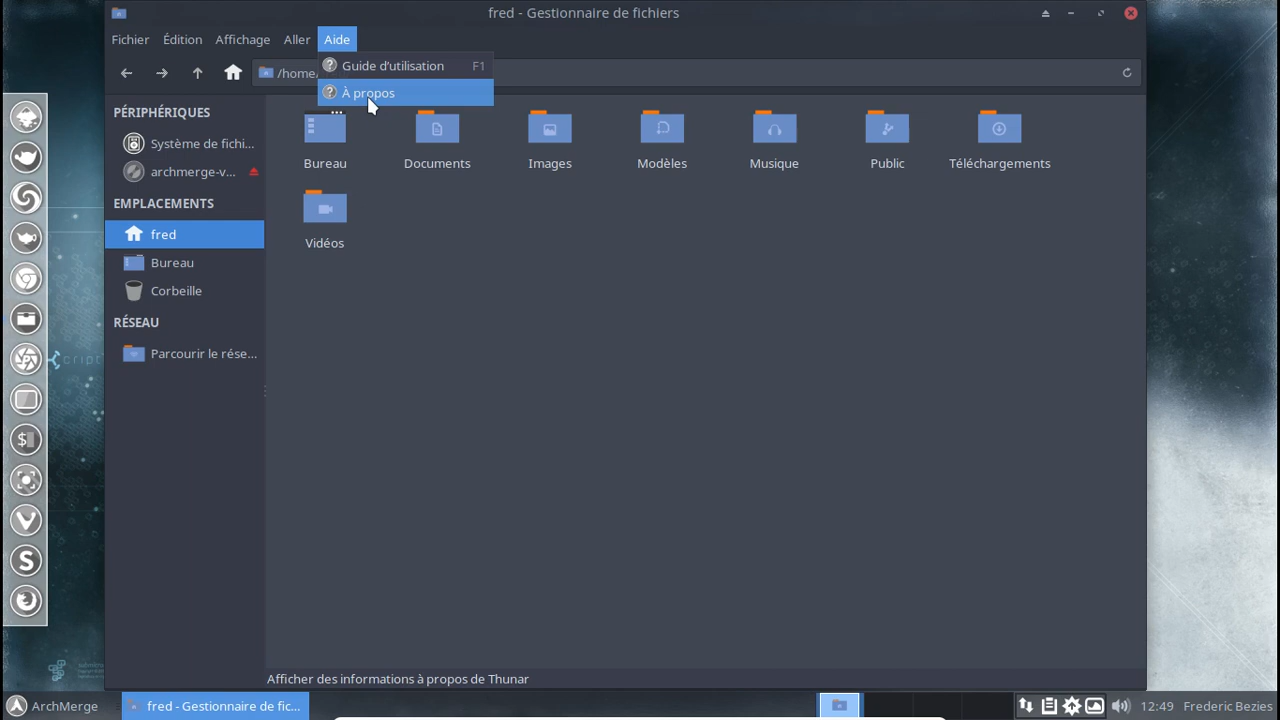 fred - Gestionnaire de fichiers
Fichier Édition Affichage Aller Aide
/home/
Guide d’utilisation F1
À propos
PÉRIPHÉRIQUES
Système de fichi...
archmerge-v...
EMPLACEMENTS
fred
Bureau
Corbeille
RÉSEAU
Parcourir le rése...
Bureau Documents Images Modèles Musique Public Téléchargements
Vidéos
Afficher des informations à propos de Thunar
ArchMerge fred - Gestionnaire de fic... 12:49 Frederic Bezies